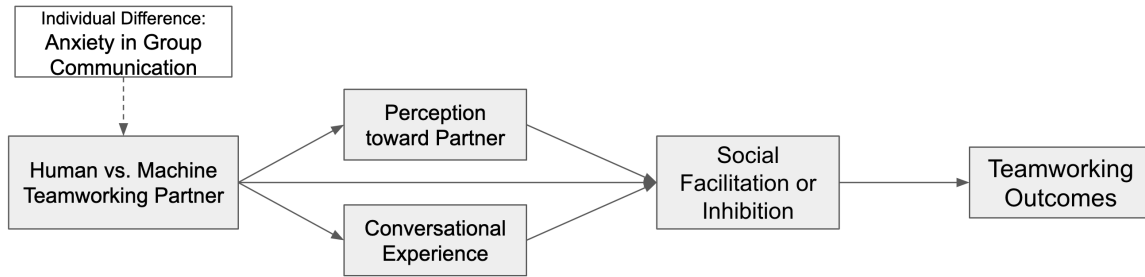 Individual Difference:
Anxiety in Group
Communication
Human vs. Machine
Teamworking Partner
Perception
toward Partner
Conversational
Experience
Social
Facilitation or
Inhibition
Teamworking
Outcomes